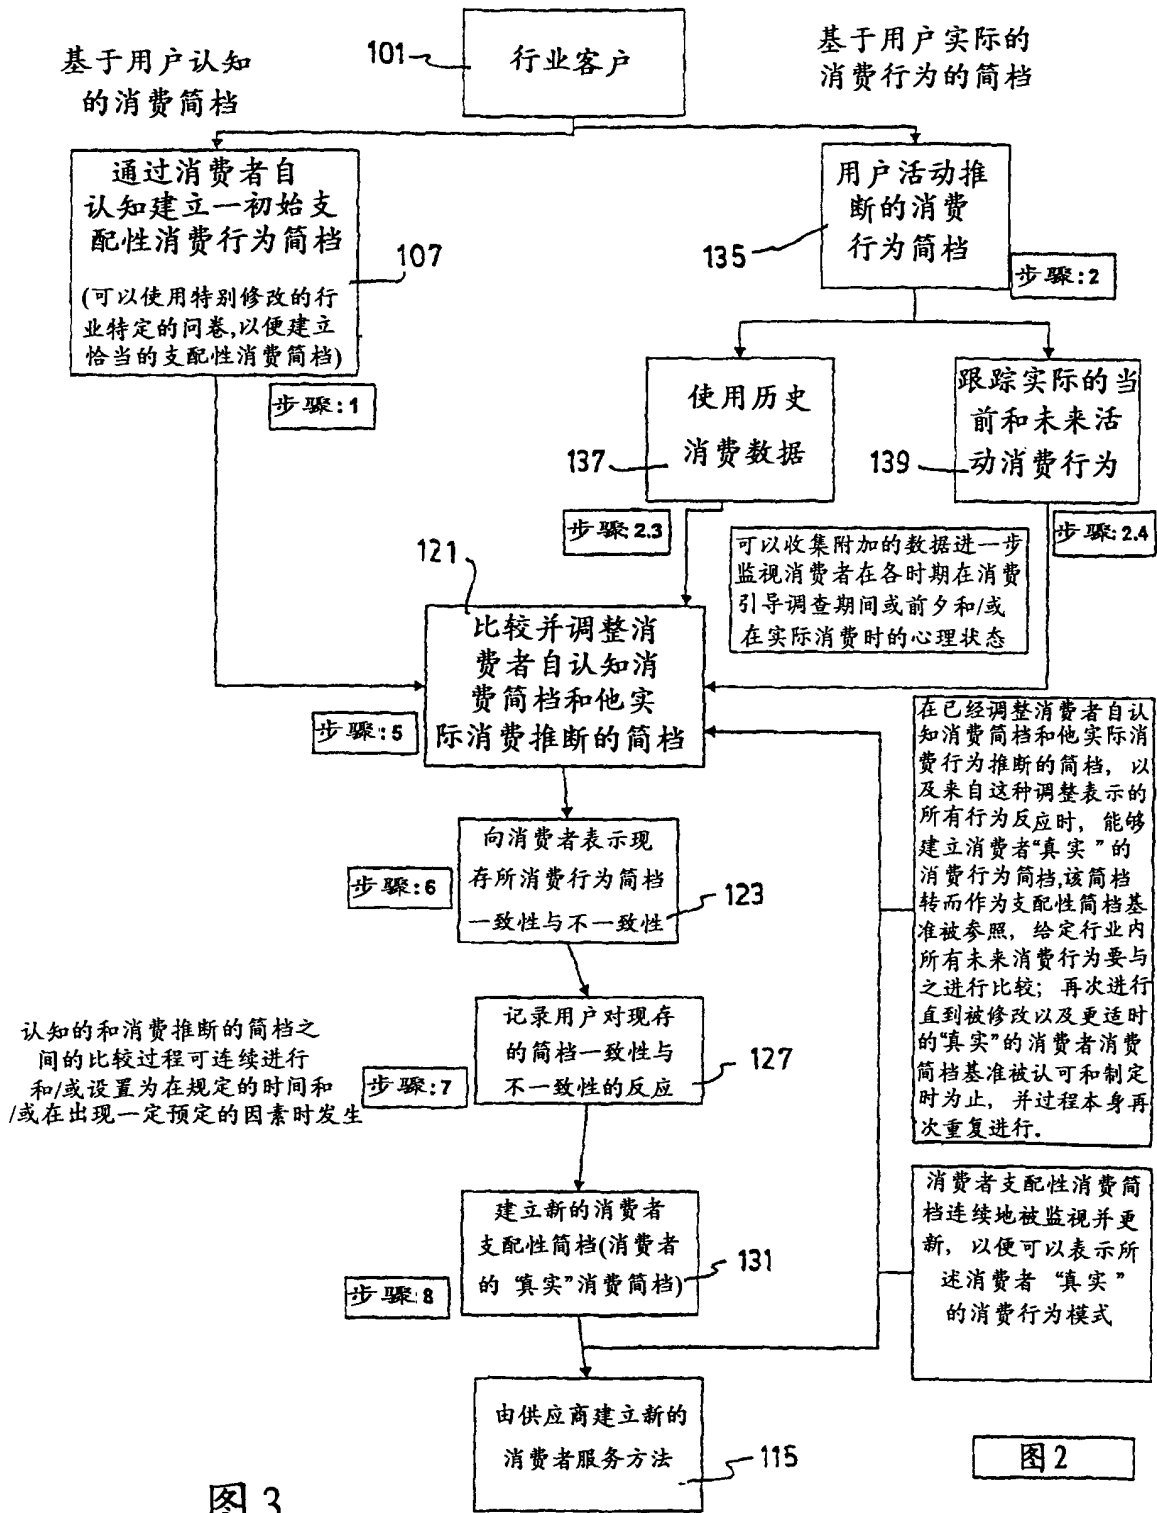 基于用户认知
的消费简档
101
行业客户
基于用户实际的
消费行为的简档
通过消费者自
认知建立一初始支
配性消费行为简档
(可以使用特别修改的行
业特定的问卷,以便建立
恰当的支配性消费简档)
107
步骤:1
用户活动推
断的消费
行为简档
135
步骤:2
使用历史
消费数据
137
步骤:2.3
跟踪实际的当
前和未来活
动消费行为
139
步骤:2.4
可以收集附加的数据进一步
监视消费者在各时期在消费
引导调查期间或前夕和/或
在实际消费时的心理状态
121
比较并调整消
费者自认知消
费简档和他实
际消费推断的简档
步骤:5
向消费者表示现
存所消费行为简档
一致性与不一致性
步骤:6
123
在已经调整消费者自认
知消费简档和他实际消
费行为推断的简档, 以
及来自这种调整表示的
所有行为反应时, 能够
建立消费者“真实”的
消费行为简档,该简档
转而作为支配性简档基
准被参照, 给定行业内
所有未来消费行为要与
之进行比较; 再次进行
直到被修改以及更适时
的“真实”的消费者消费
简档基准被认可和制定
时为止, 并过程本身再
次重复进行.
认知的和消费推断的简档之
间的比较过程可连续进行
和/或设置为在规定的时间和
/或在出现一定预定的因素时发生
记录用户对现存
的简档一致性与
不一致性的反应
步骤:7
127
建立新的消费者
支配性简档(消费者
的“真实”消费简档)
步骤:8
131
消费者支配性消费简
档连续地被监视并更
新, 以便可以表示所
述消费者“真实”
的消费行为模式
由供应商建立新的
消费者服务方法
115
图2
图3